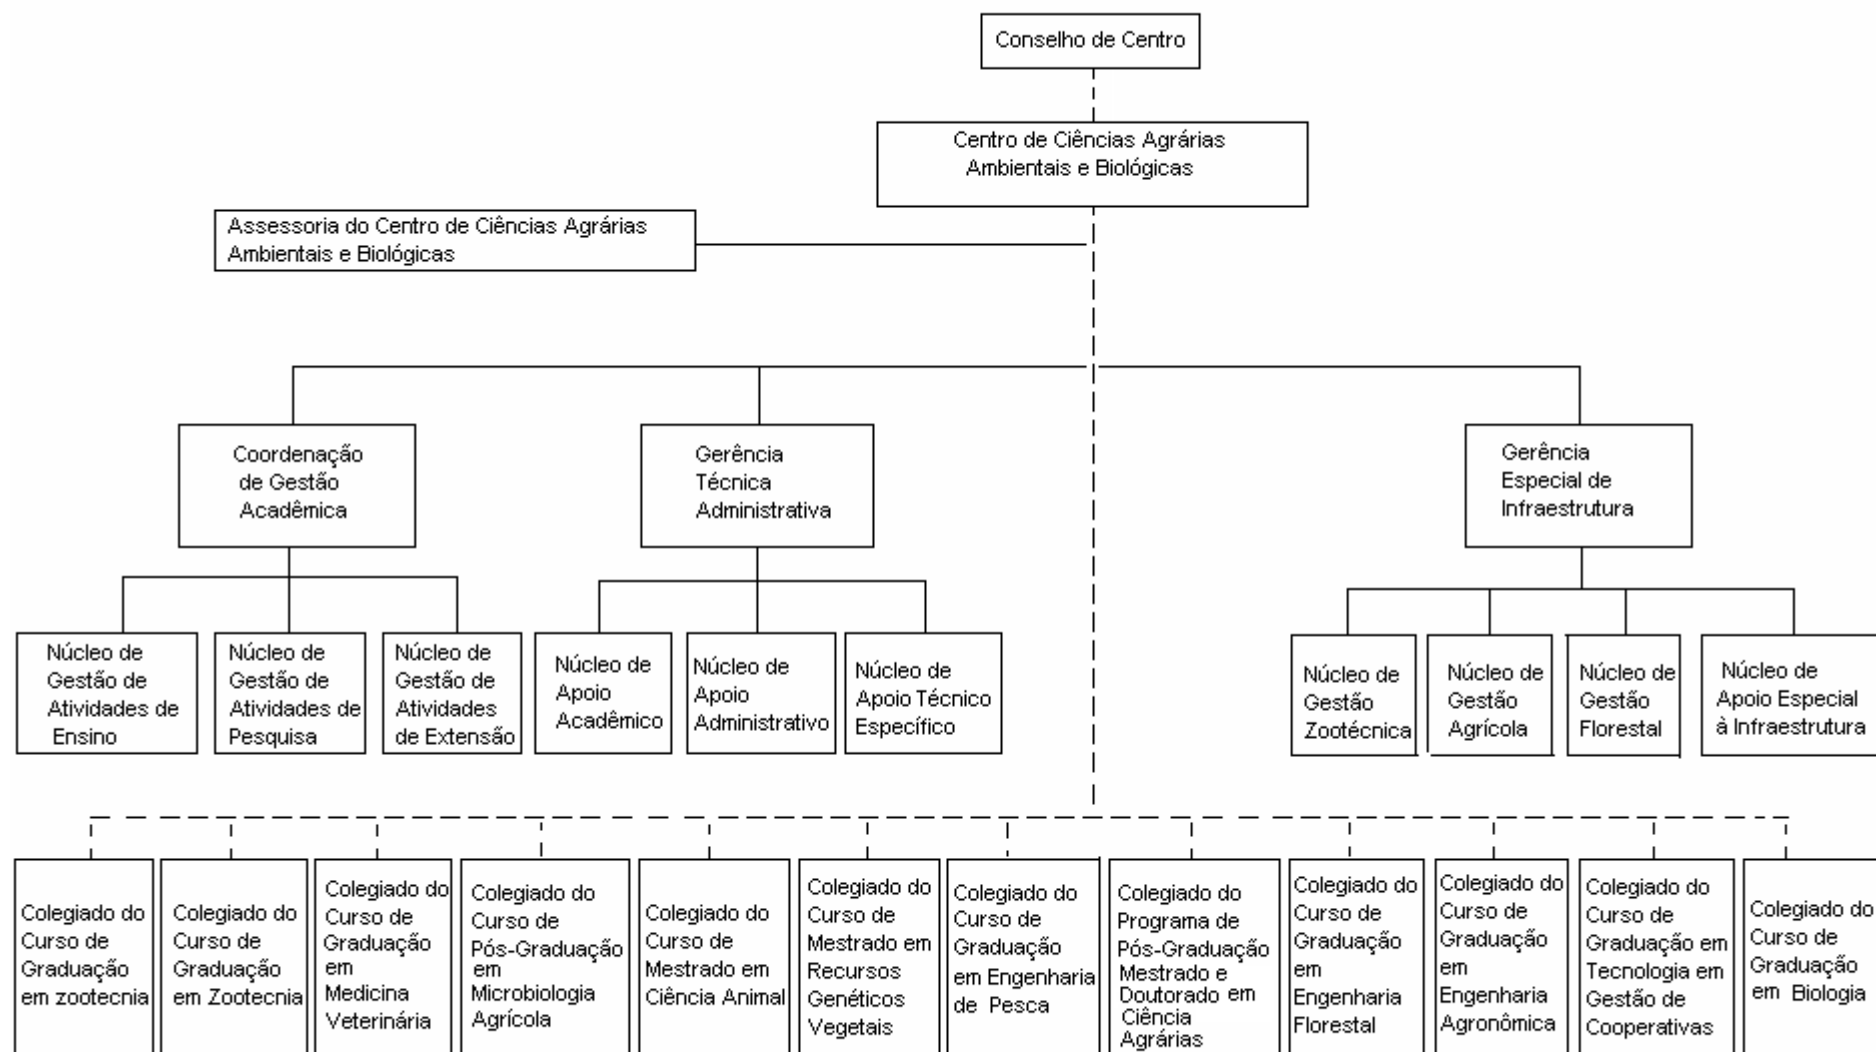 Conselho de Centro
Centro de Ciências Agrárias
Ambientais e Biológicas
Assessoria do Centro de Ciências Agrárias
Ambientais e Biológicas
Coordenação
de Gestão
Acadêmica
Gerência
Técnica
Administrativa
Gerência
Especial de
Infraestrutura
Núcleo de
Gestão de
Atividades de
Ensino
Núcleo de
Gestão de
Atividades de
Pesquisa
Núcleo de
Gestão de
Atividades
de Extensão
Núcleo de
Apoio
Acadêmico
Núcleo de
Apoio
Administrativo
Núcleo de
Apoio Técnico
Específico
Núcleo de
Gestão
Zootécnica
Núcleo de
Gestão
Agrícola
Núcleo de
Gestão
Florestal
Núcleo de
Apoio Especial
à Infraestrutura
Colegiado do
Curso de
Graduação
em zootecnia
Colegiado do
Curso de
Graduação
em Zootecnia
Colegiado do
Curso de
Graduação
em
Medicina
Veterinária
Colegiado do
Curso de
Pós-Graduação
em
Microbiologia
Agrícola
Colegiado do
Curso de
Mestrado em
Ciência Animal
Colegiado do
Curso de
Mestrado em
Recursos
Genéticos
Vegetais
Colegiado do
Curso de
Graduação
em Engenharia
de Pesca
Colegiado do
Programa de
Pós-Graduação
Mestrado e
Doutorado em
Ciência
Agrárias
Colegiado do
Curso de
Graduação
em
Engenharia
Florestal
Colegiado do
Curso de
Graduação
em
Engenharia
Agronômica
Colegiado do
Curso de
Graduação em
Tecnologia em
Gestão de
Cooperativas
Colegiado do
Curso de
Graduação
em Biologia